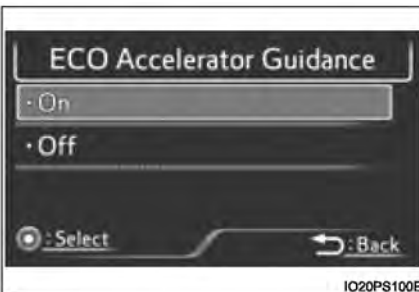 ECO Accelerator Guidance
· On
· Off
: Select
: Back
IO20PS100E